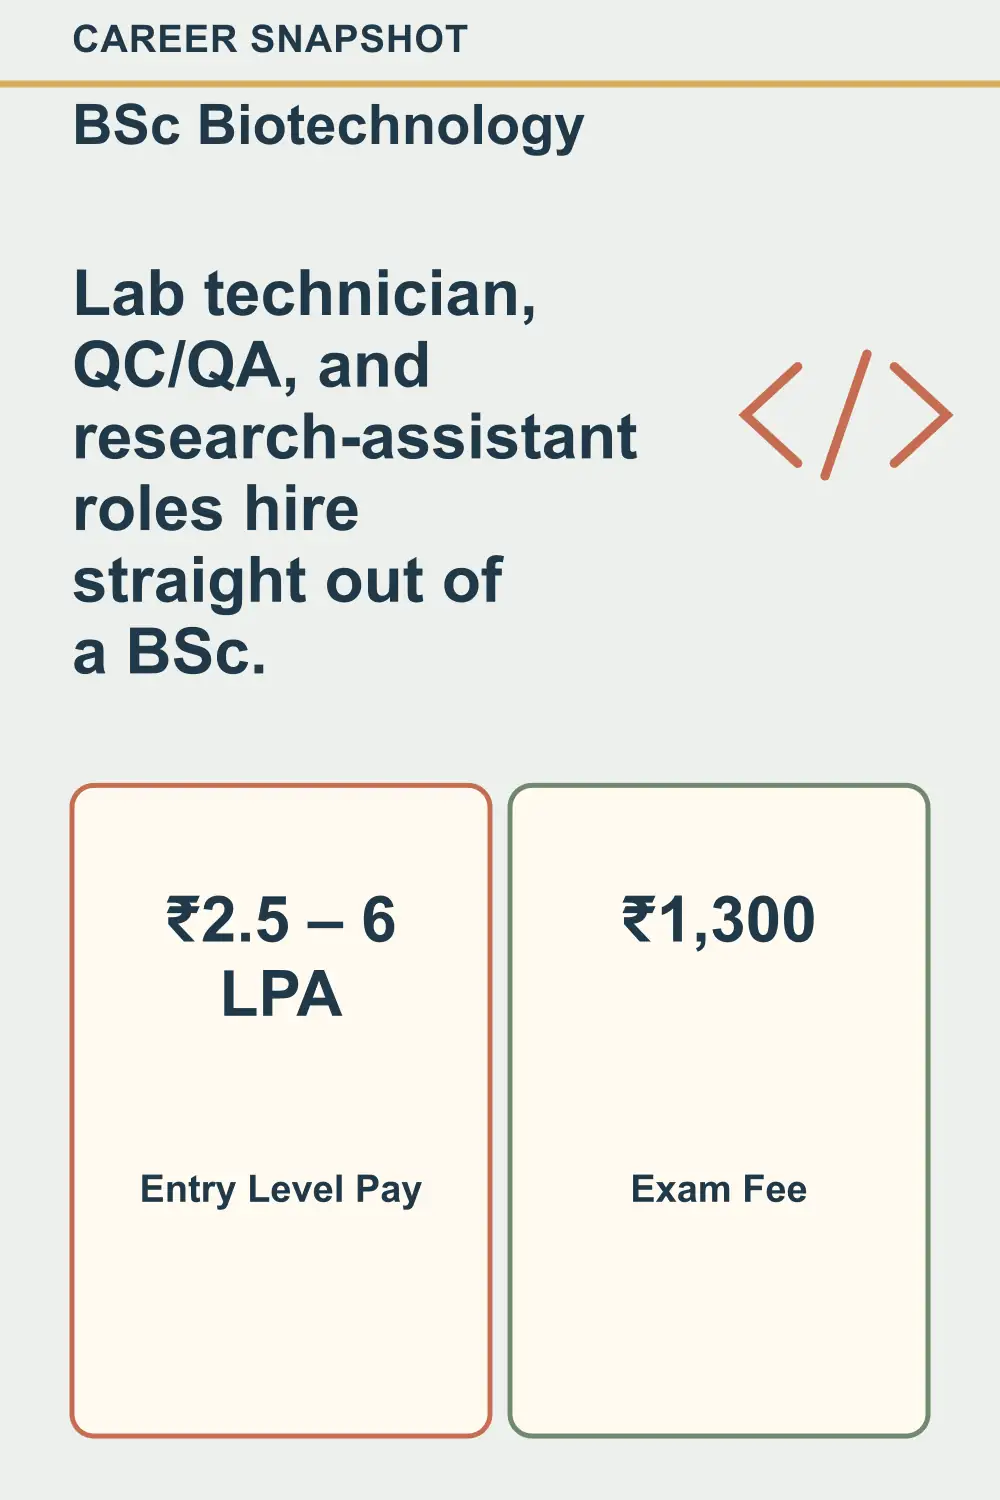 CAREER SNAPSHOT
BSc Biotechnology
Lab technician,
QC/QA, and
research-assistant
roles hire
straight out of
a BSc.
₹2.5 – 6
LPA
Entry Level Pay
₹1,300
Exam Fee